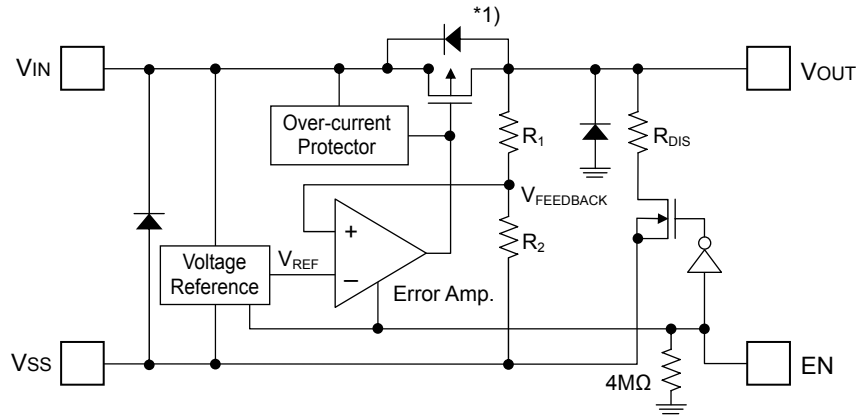 *1)
VIN
VOUT
Over-current
Protector
R1
RDIS
VFEEDBACK
+
R2
Voltage
Reference
VREF
−
Error Amp.
VSS
4MΩ
EN